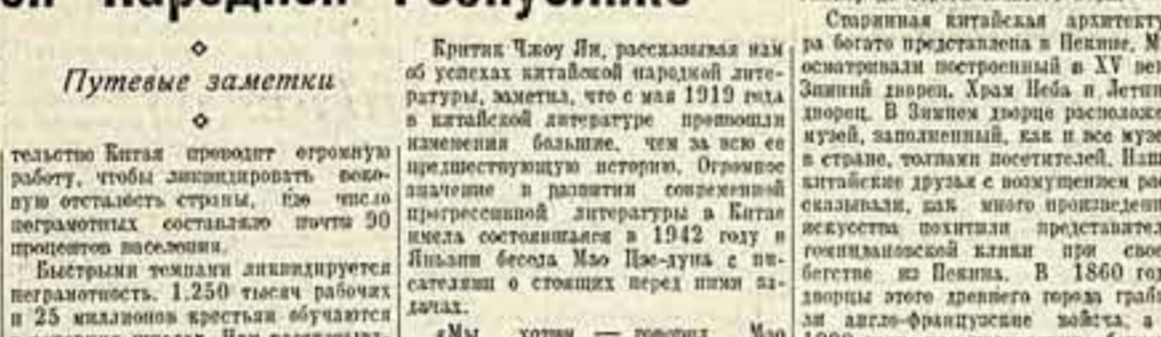 Народной Республике
Путевые заметки
тельство Китая проводит огромную
работу, чтобы ликвидировать веко-
вую отсталость страны, где число
неграмотных составляло почти 90
процентов населения.
Быстрыми темпами ликвидируется
неграмотность. 1.250 тысяч рабочих
и 25 миллионов крестьян обучаются
Критик Чжоу Ян, рассказывая нам
об успехах китайской народной лите-
ратуры, заметил, что с мая 1919 года
в китайской литературе произошли
изменения большие, чем за всю ее
предшествующую историю. Огромное
значение в развитии современной
прогрессивной литературы в Китае
имела состоявшаяся в 1942 году в
Яньани беседа Мао Цзе-дуна с пи-
сателями о стоящих перед ними за-
дачах.
«Мы хотим — говорил Мао
Старинная китайская архитекту
ра богато представлена в Пекине. М
осматривали построенный в XV век
Зимний дворец, Храм Неба и Летни
дворец. В Зимнем дворце расположе
музей, заполненный, как и все музе
в стране, толпами посетителей. Наш
китайские друзья с возмущением рас
сказывали, как много произведени
искусства похитили представител
гоминдановской клики при свое
бегстве из Пекина. В 1860 год
дворцы этого древнего города граби
ли англо-французские войска, а